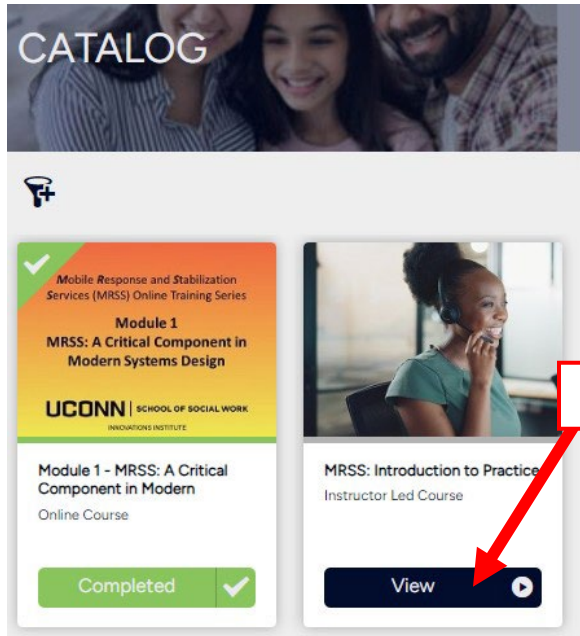 CATALOG
Mobile Response and Stabilization
Services (MRSS) Online Training Series
Module 1
MRSS: A Critical Component in
Modern Systems Design
UCONN | SCHOOL OF SOCIAL WORK
INNOVATIONS INSTITUTE
Module 1 - MRSS: A Critical
Component in Modern
Online Course
Completed
MRSS: Introduction to Practice
Instructor Led Course
View